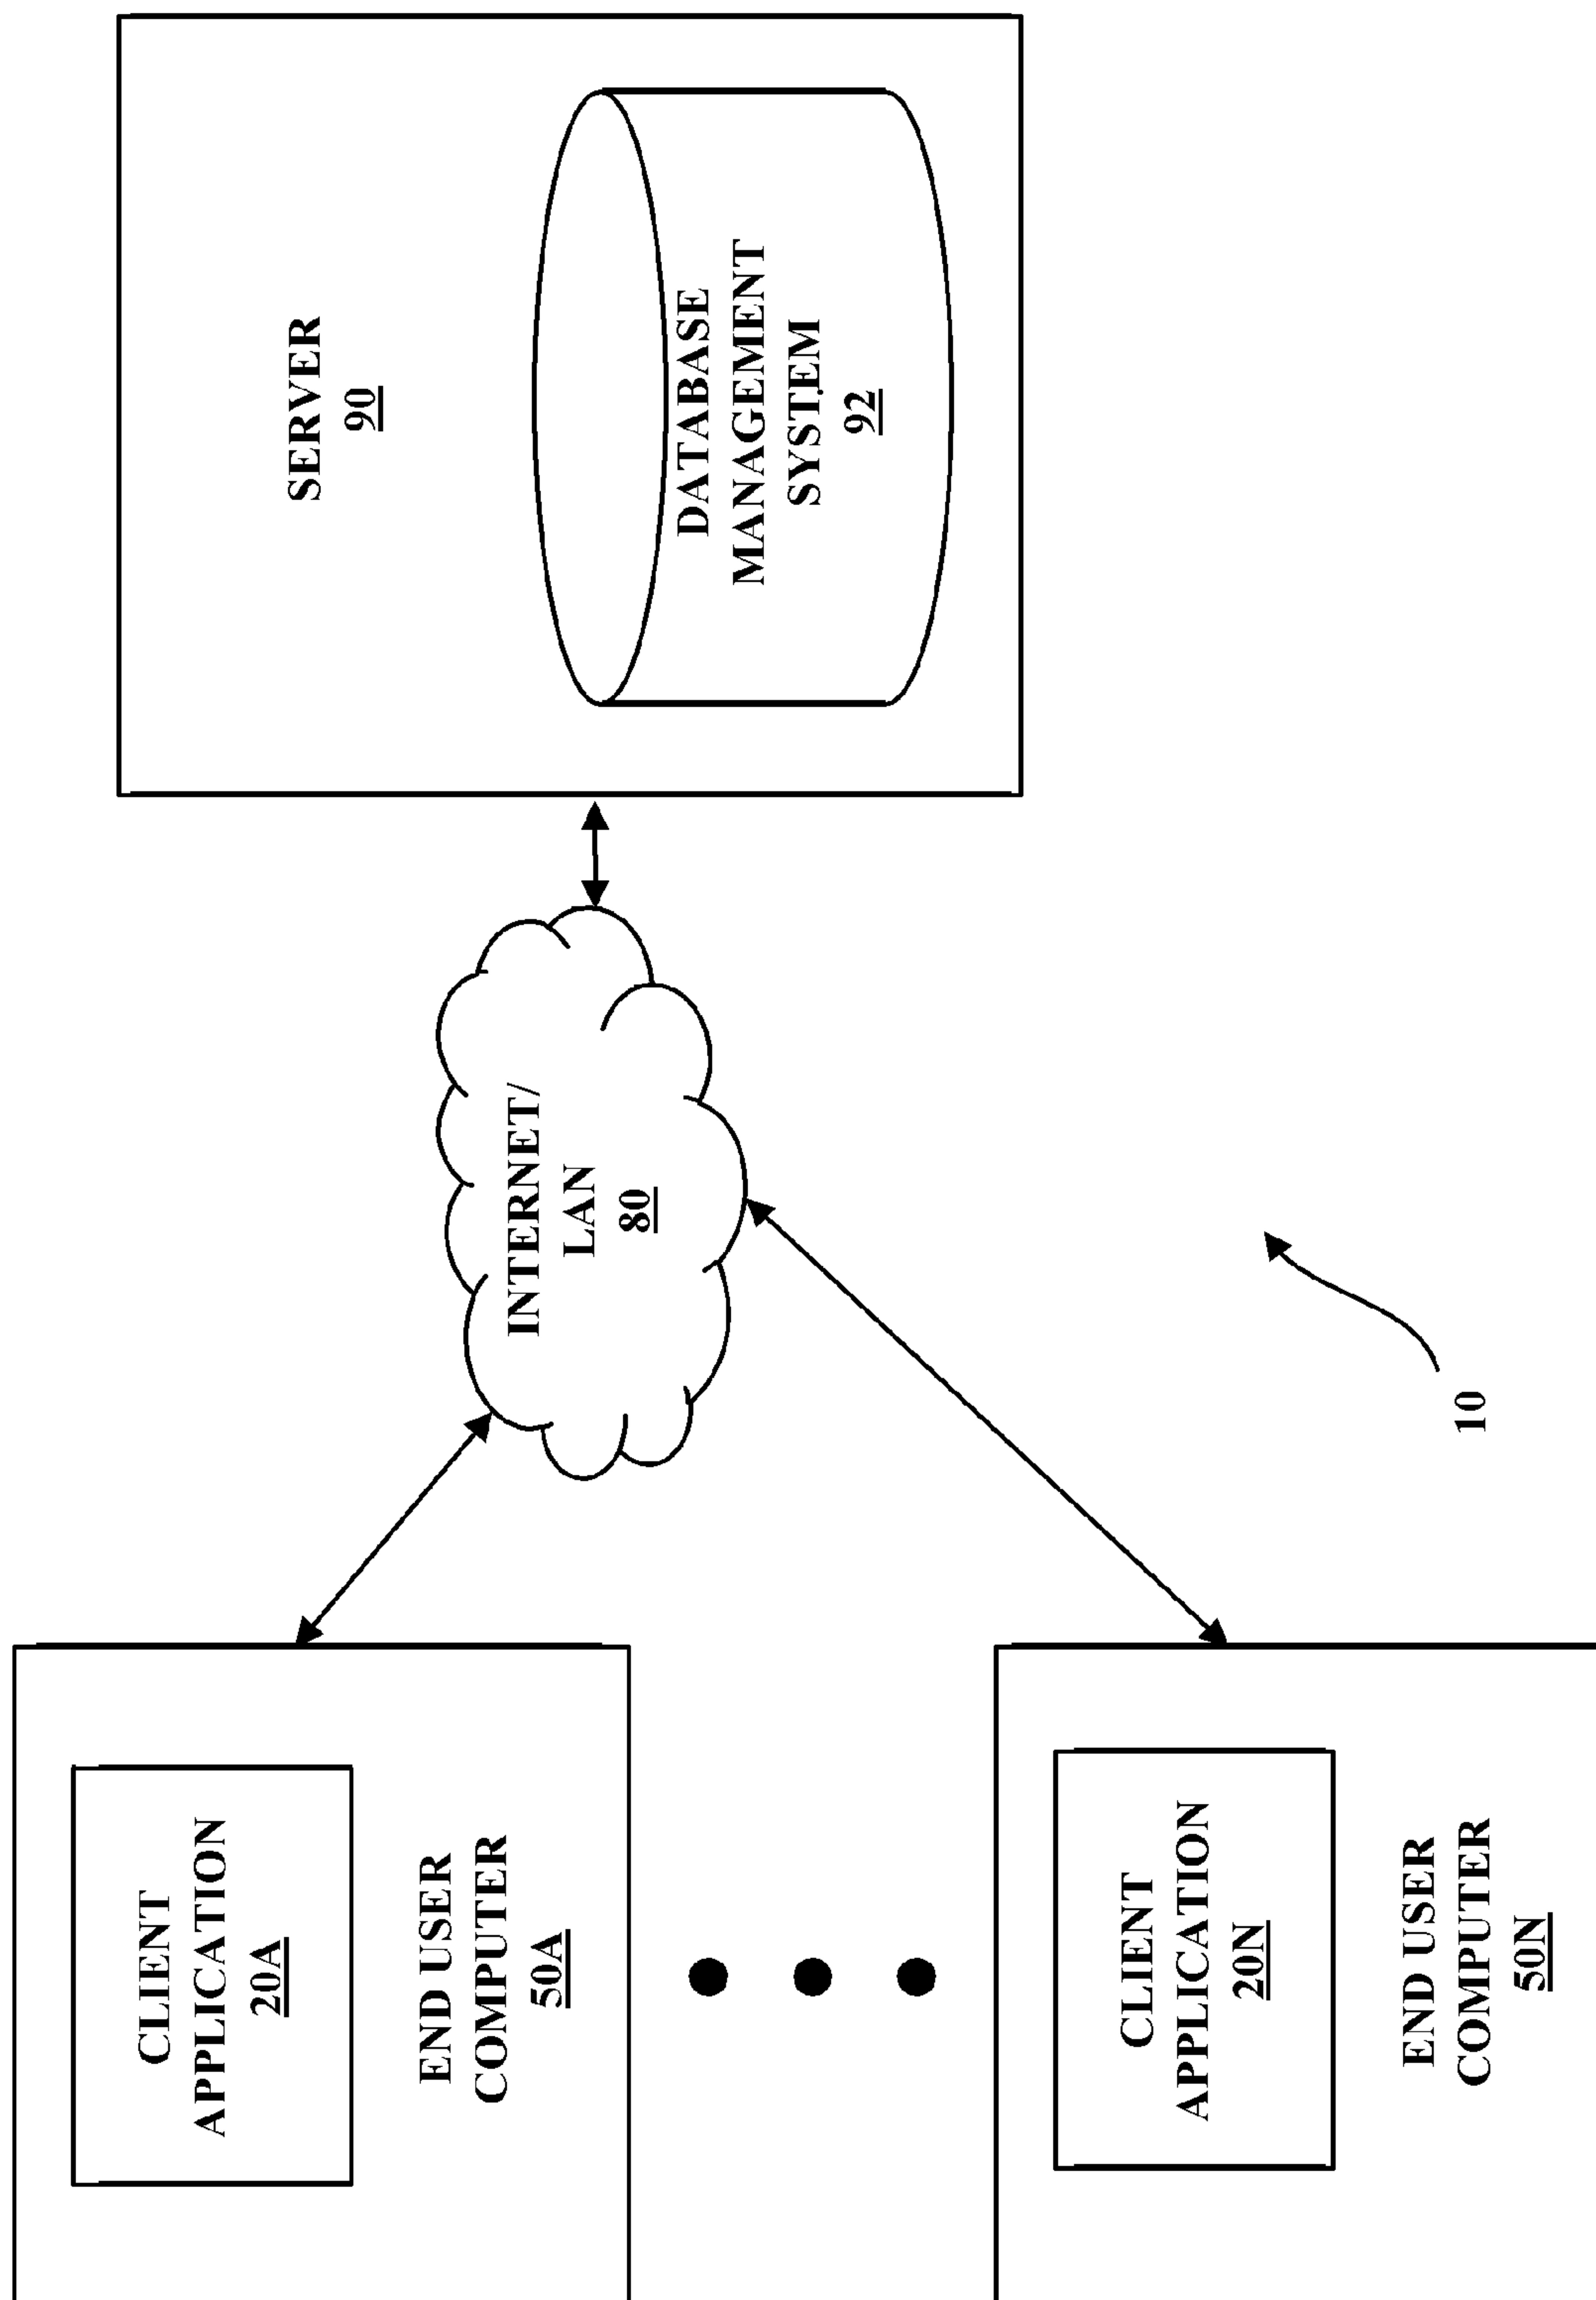 CLIENT
APPLICATION
20A
END USER
COMPUTER
50A
CLIENT
APPLICATION
20N
END USER
COMPUTER
50N
INTERNET/
LAN
80
10
SERVER
90
DATABASE
MANAGEMENT
SYSTEM
92